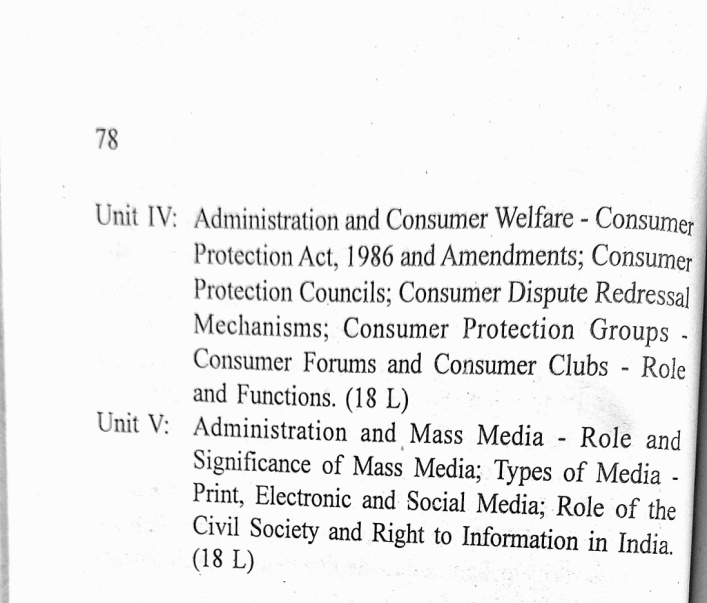 78
Unit IV: Administration and Consumer Welfare - Consumer
Protection Act, 1986 and Amendments; Consumer
Protection Councils; Consumer Dispute Redressal
Mechanisms; Consumer Protection Groups -
Consumer Forums and Consumer Clubs - Role
and Functions. (18 L)
Unit V: Administration and Mass Media - Role and
Significance of Mass Media; Types of Media -
Print, Electronic and Social Media; Role of the
Civil Society and Right to Information in India.
(18 L)